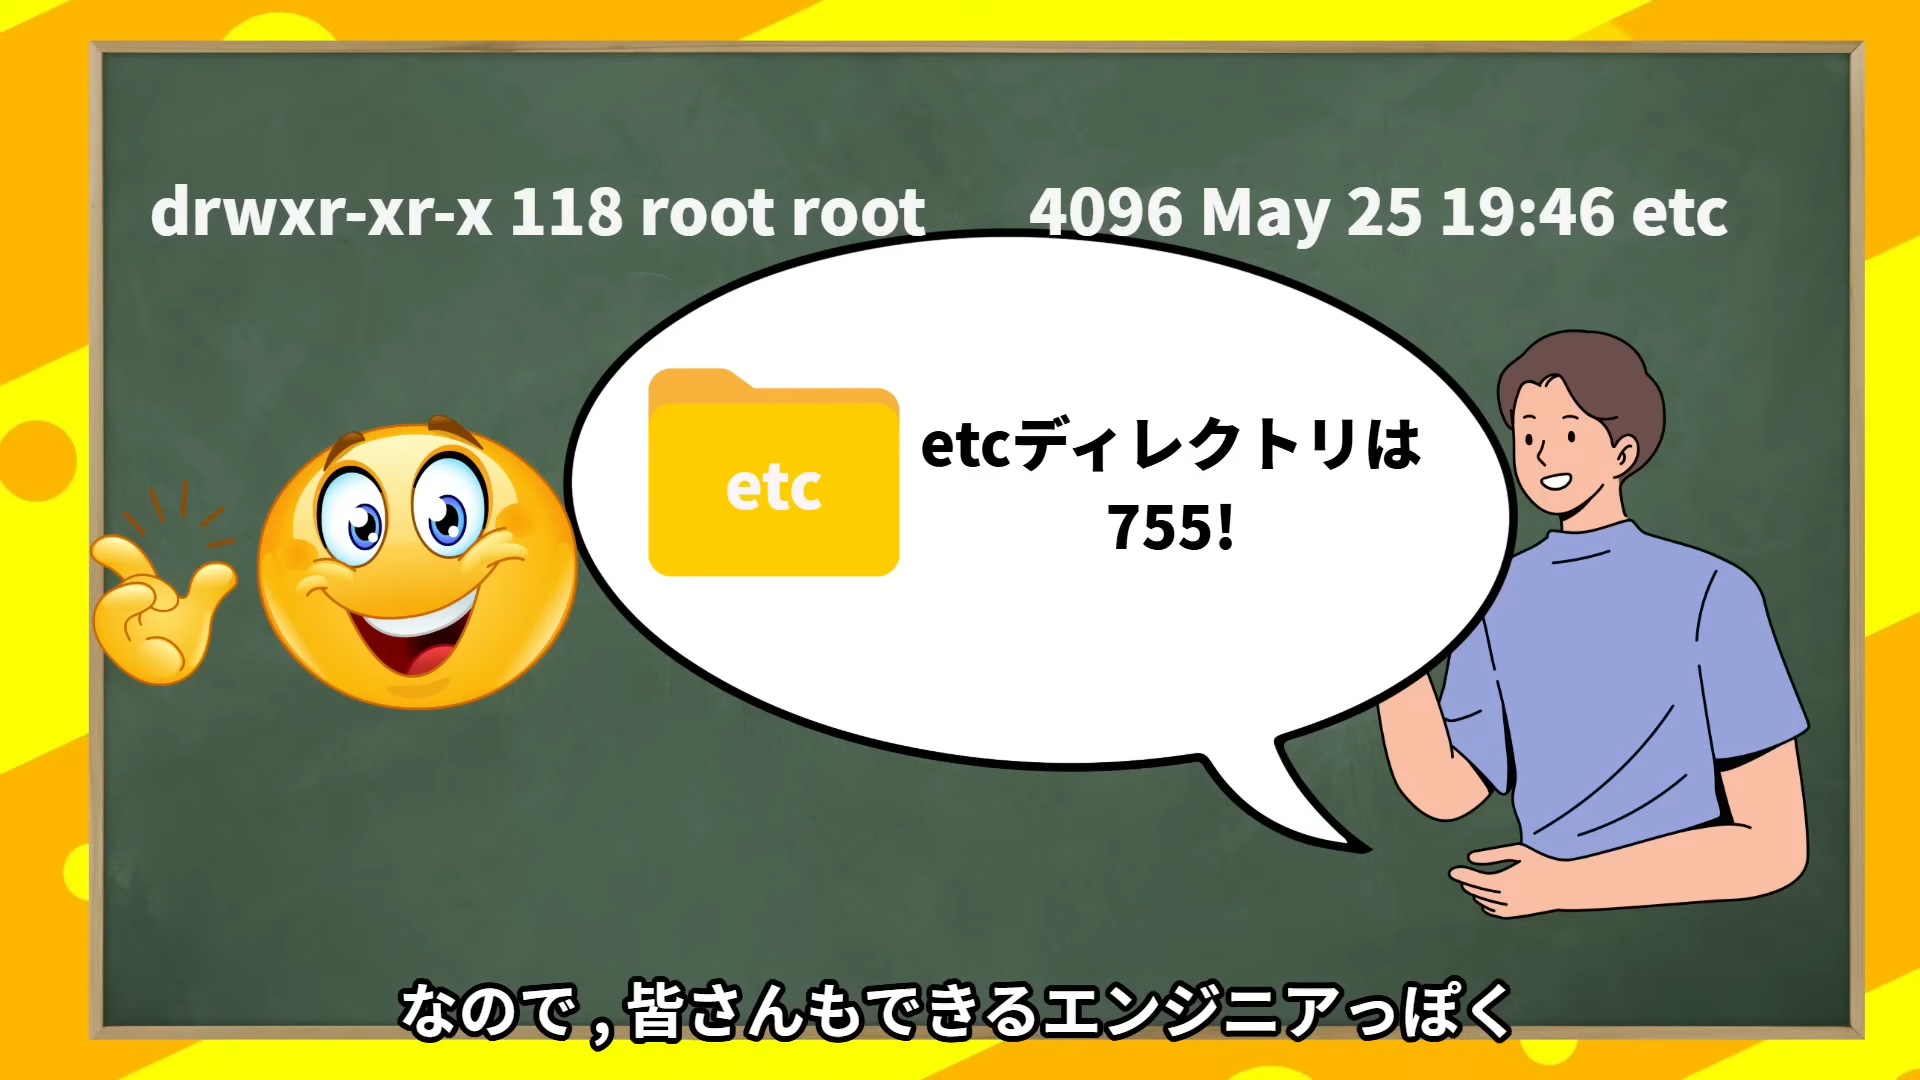 drwxr-xr-x 118 root root 4096 May 25 19:46 etc
etc
etcディレクトリは
755!
なので,皆さんもできるエンジニアっぽく